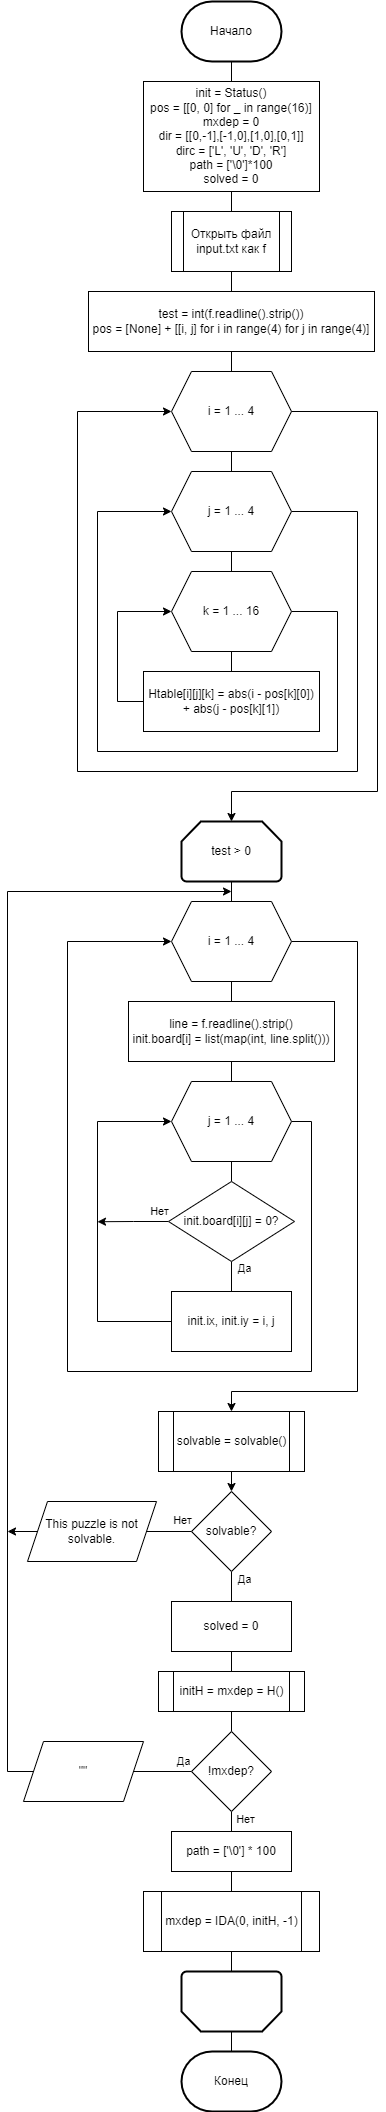 Начало
init = Status()
pos = [[0, 0] for _ in range(16)]
mxdep = 0
dir = [[0,-1],[-1,0],[1,0],[0,1]]
dirc = ['L', 'U', 'D', 'R']
path = ['\0']*100
solved = 0
Открыть файл
input.txt как f
test = int(f.readline().strip())
pos = [None] + [[i, j] for i in range(4) for j in range(4)]
i = 1 ... 4
j = 1 ... 4
k = 1 ... 16
Htable[i][j][k] = abs(i - pos[k][0])
+ abs(j - pos[k][1])
test > 0
i = 1 ... 4
line = f.readline().strip()
init.board[i] = list(map(int, line.split()))
j = 1 ... 4
Нет
init.board[i][j] = 0?
Да
init.ix, init.iy = i, j
solvable = solvable()
This puzzle is not
solvable.
Нет
solvable?
Да
solved = 0
initH = mxdep = H()
""
Да
!mxdep?
Нет
path = ['\0'] * 100
mxdep = IDA(0, initH, -1)
Конец